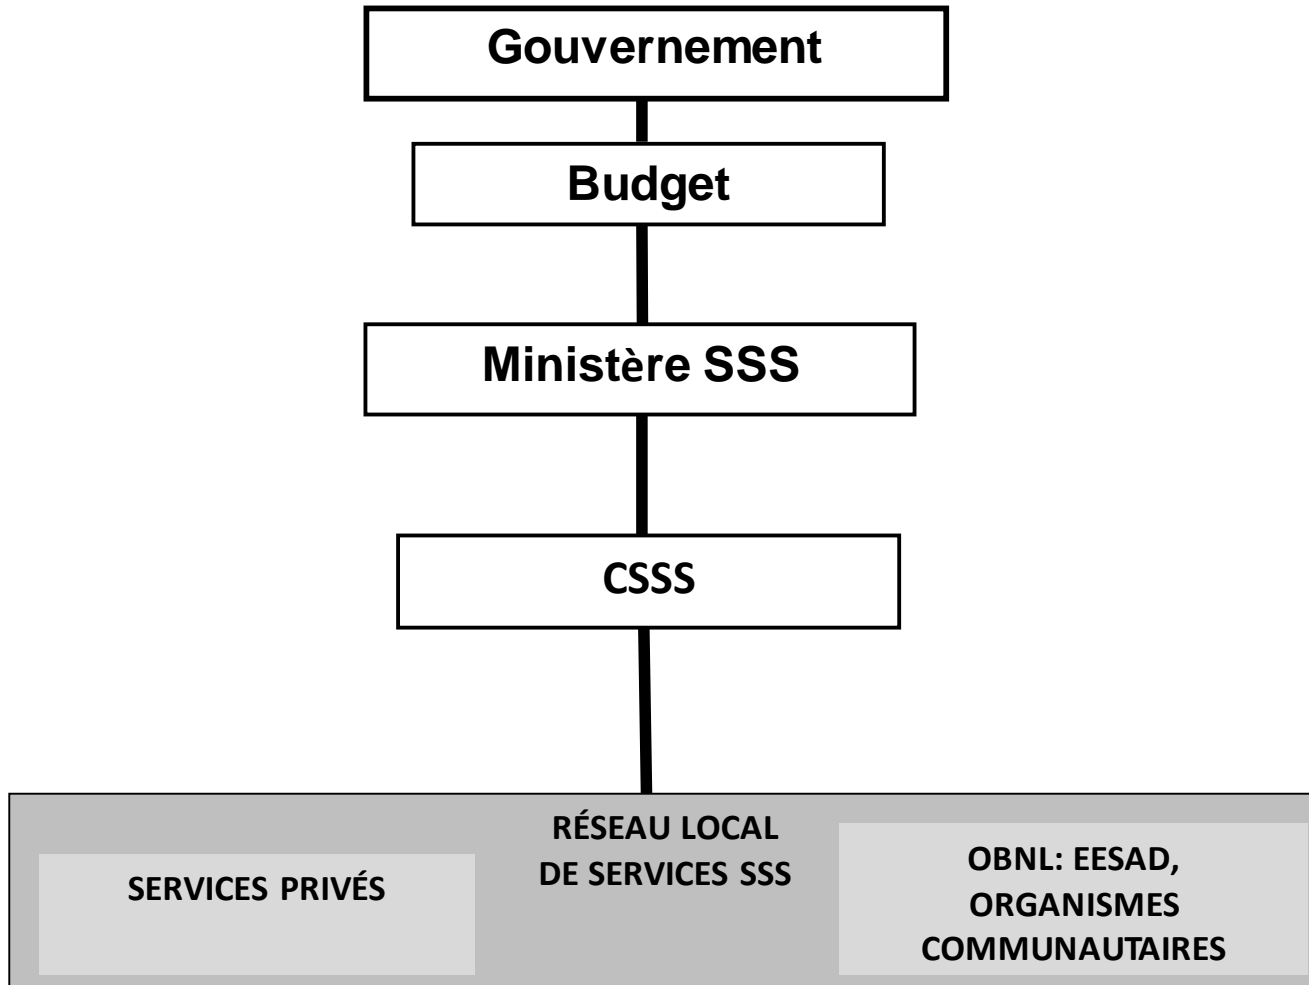 Gouvernement
Budget
Ministère SSS
CSSS
RÉSEAU LOCAL
DE SERVICES SSS
SERVICES PRIVÉS
OBNL: EESAD,
ORGANISMES
COMMUNAUTAIRES